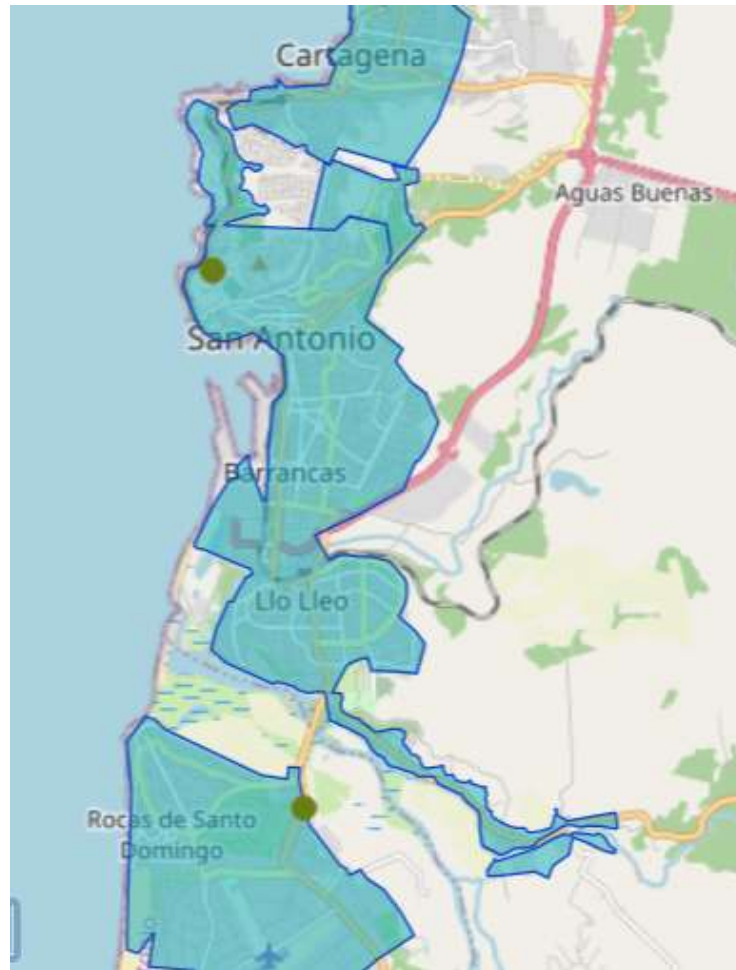 Cartagena
Aguas Buenas
San Antonio
Barrancas
Llo Lleo
Rocas de Santo
Domingo